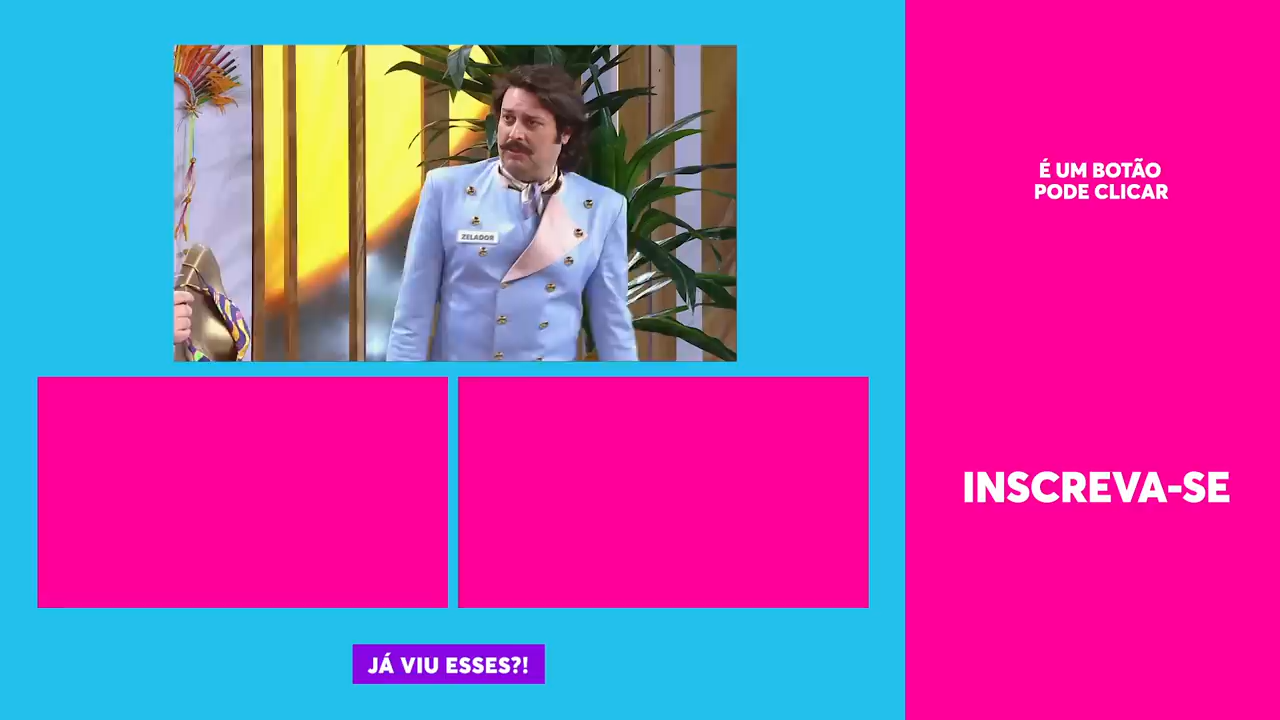 É UM BOTÃO
PODE CLICAR
ZELADOR
INSCREVA-SE
JÁ VIU ESSES?!